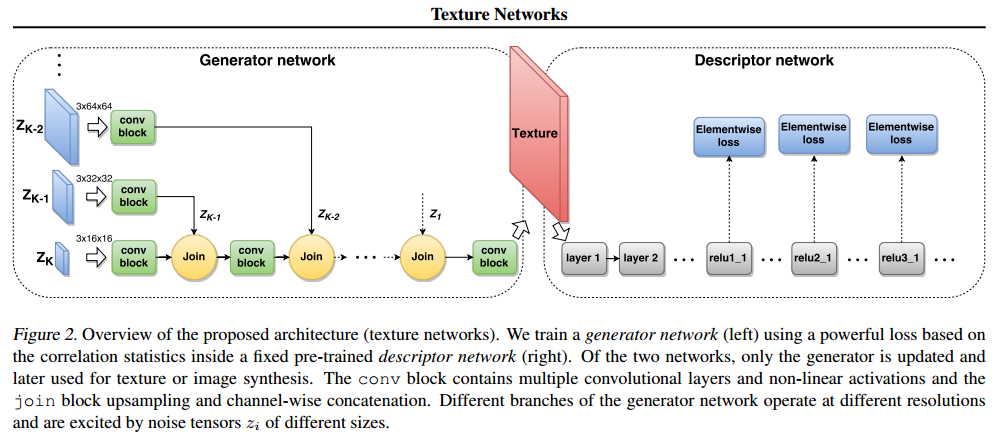 Texture Networks
Generator network
Descriptor network
Z_{K-2}
3x64x64
conv block
Z_{K-1}
3x32x32
conv block
Z_K
3x16x16
conv block
Join
z_{K-1}
conv block
Join
z_{K-2}
. . .
Join
z_1
conv block
Texture
Elementwise loss
Elementwise loss
Elementwise loss
layer 1
layer 2
. . .
relu1_1
. . .
relu2_1
. . .
relu3_1
. . .
Figure 2. Overview of the proposed architecture (texture networks). We train a generator network (left) using a powerful loss based on
the correlation statistics inside a fixed pre-trained descriptor network (right). Of the two networks, only the generator is updated and
later used for texture or image synthesis. The conv block contains multiple convolutional layers and non-linear activations and the
join block upsampling and channel-wise concatenation. Different branches of the generator network operate at different resolutions
and are excited by noise tensors z_i of different sizes.